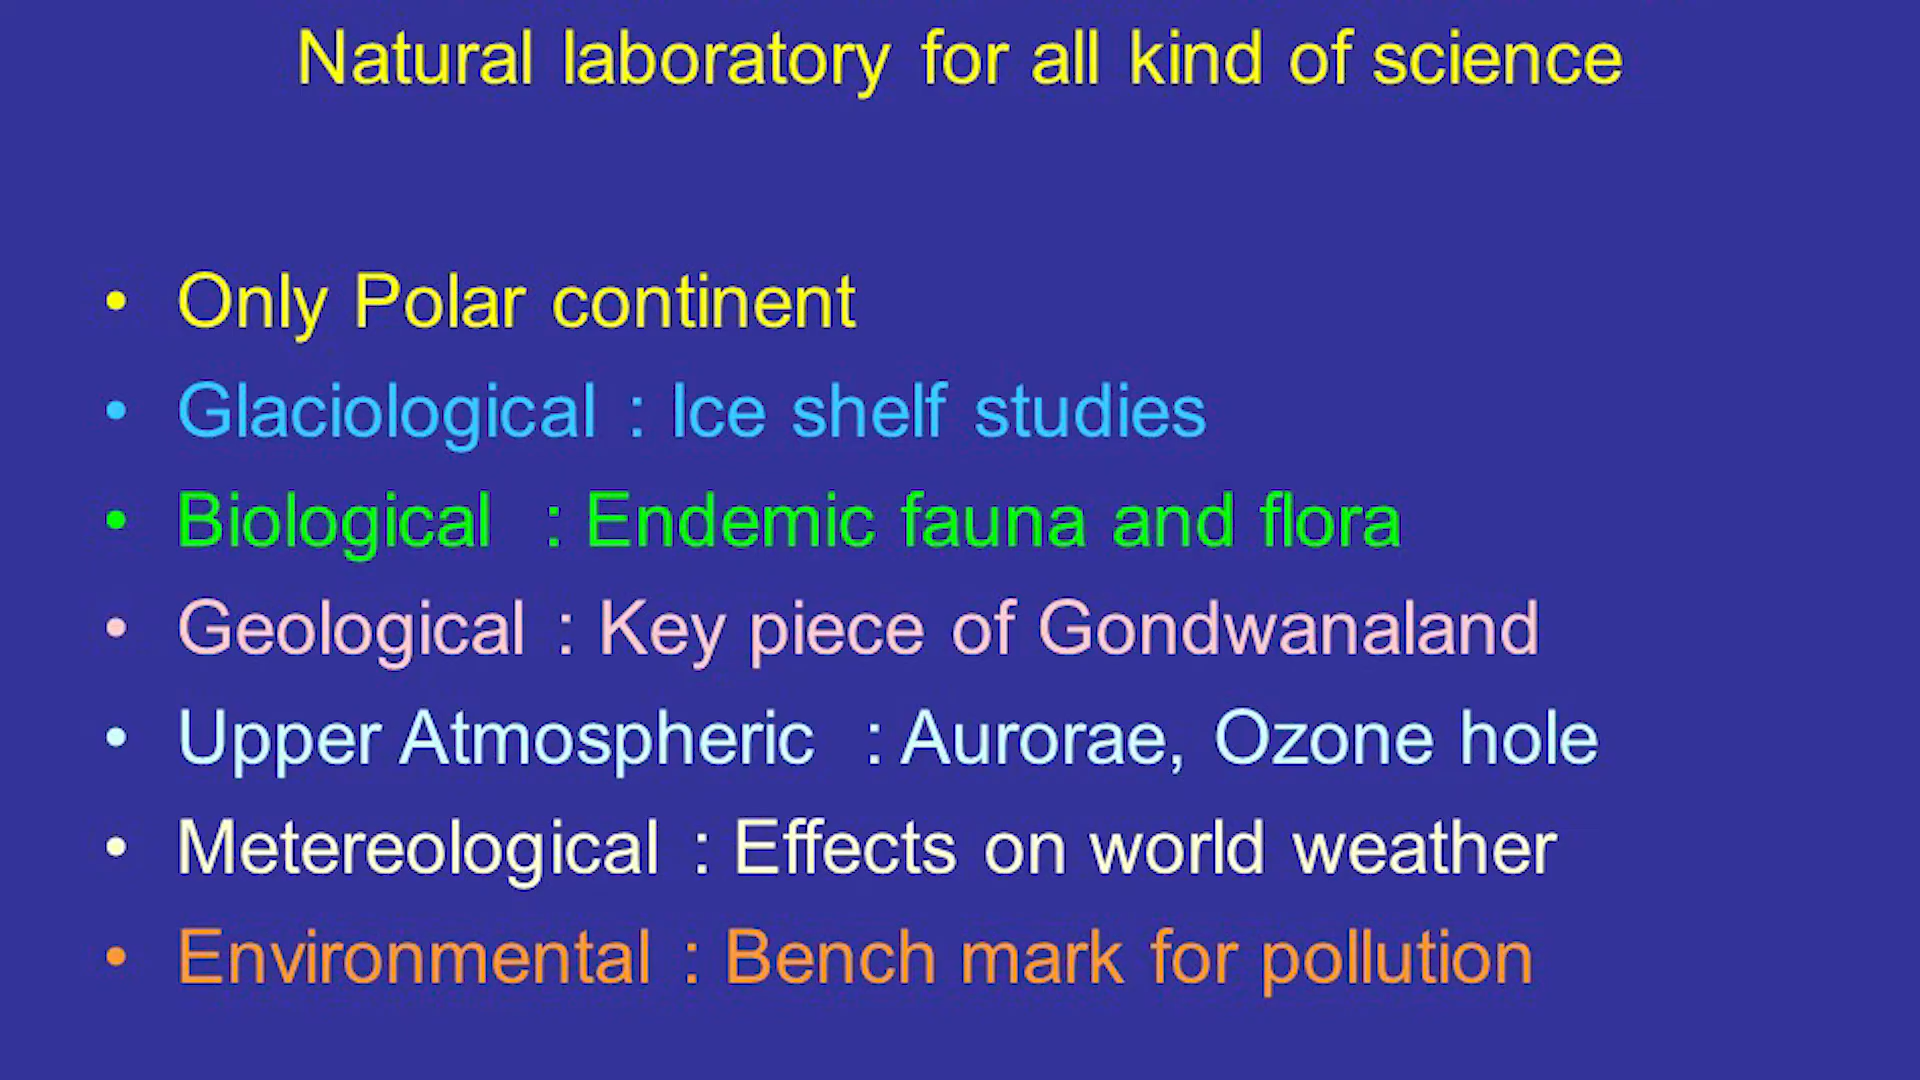 Natural laboratory for all kind of science
• Only Polar continent
• Glaciological : Ice shelf studies
• Biological : Endemic fauna and flora
• Geological : Key piece of Gondwanaland
• Upper Atmospheric : Aurorae, Ozone hole
• Metereological : Effects on world weather
• Environmental : Bench mark for pollution